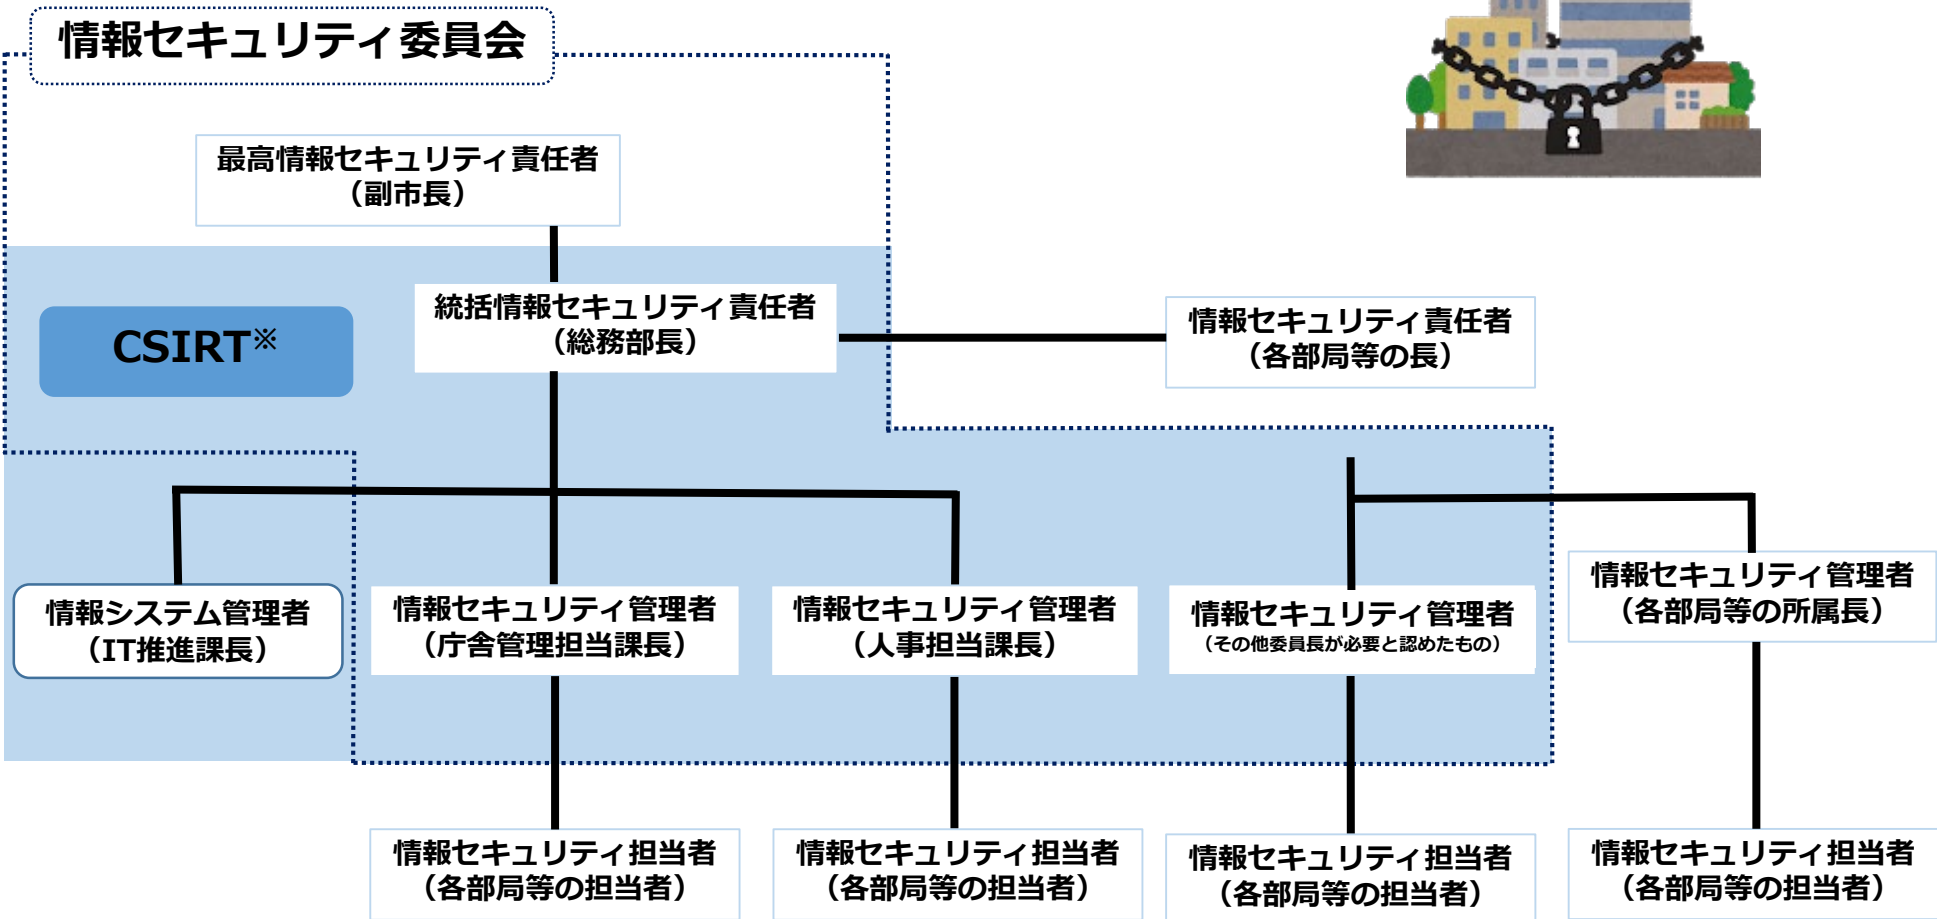 情報セキュリティ委員会
最高情報セキュリティ責任者
（副市長）
CSIRT※
統括情報セキュリティ責任者
（総務部長）
情報セキュリティ責任者
（各部局等の長）
情報システム管理者
（IT推進課長）
情報セキュリティ管理者
（庁舎管理担当課長）
情報セキュリティ管理者
（人事担当課長）
情報セキュリティ管理者
（その他委員長が必要と認めたもの）
情報セキュリティ管理者
（各部局等の所属長）
情報セキュリティ担当者
（各部局等の担当者）
情報セキュリティ担当者
（各部局等の担当者）
情報セキュリティ担当者
（各部局等の担当者）
情報セキュリティ担当者
（各部局等の担当者）